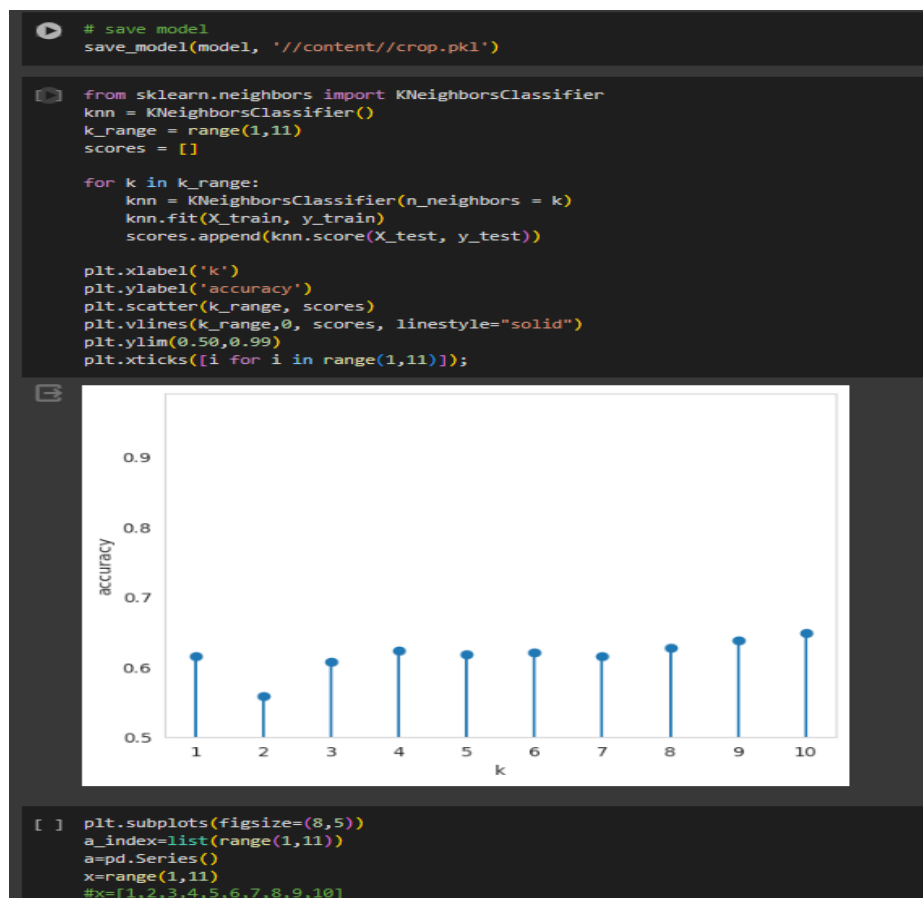 # save model
save_model(model, '//content//crop.pkl')
from sklearn.neighbors import KNeighborsClassifier
knn = KNeighborsClassifier()
k_range = range(1,11)
scores = []
for k in k_range:
    knn = KNeighborsClassifier(n_neighbors = k)
    knn.fit(X_train, y_train)
    scores.append(knn.score(X_test, y_test))
plt.xlabel('k')
plt.ylabel('accuracy')
plt.scatter(k_range, scores)
plt.vlines(k_range,0, scores, linestyle="solid")
plt.ylim(0.50,0.99)
plt.xticks([i for i in range(1,11)]);
0.9
0.8
accuracy
0.7
0.6
0.5
1 2 3 4 5 6 7 8 9 10
k
[ ] plt.subplots(figsize=(8,5))
a_index=list(range(1,11))
a=pd.Series()
x=range(1,11)
#x=[1,2,3,4,5,6,7,8,9,10]